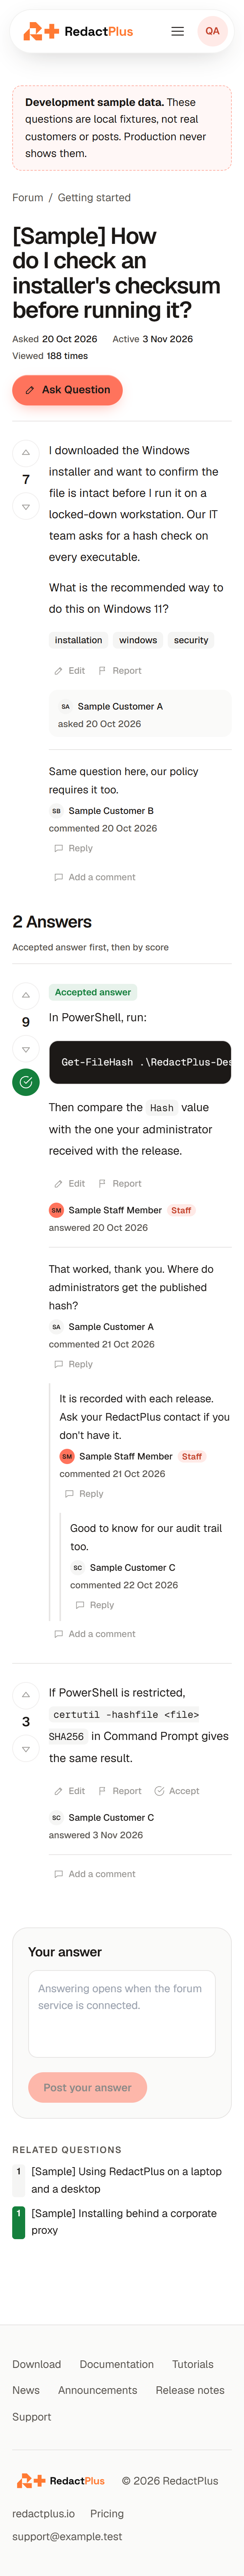 RedactPlus
QA
Development sample data. These
questions are local fixtures, not real
customers or posts. Production never
shows them.
Forum / Getting started
[Sample] How
do I check an
installer's checksum
before running it?
Asked 20 Oct 2026 Active 3 Nov 2026
Viewed 188 times
Ask Question
7
I downloaded the Windows
installer and want to confirm the
file is intact before I run it on a
locked-down workstation. Our IT
team asks for a hash check on
every executable.
What is the recommended way to
do this on Windows 11?
installation windows security
Edit Report
SA Sample Customer A
asked 20 Oct 2026
Same question here, our policy
requires it too.
SB Sample Customer B
commented 20 Oct 2026
Reply
Add a comment
2 Answers
Accepted answer first, then by score
9
Accepted answer
In PowerShell, run:
Get-FileHash .\RedactPlus-Des
Then compare the Hash value
with the one your administrator
received with the release.
Edit Report
SM Sample Staff Member Staff
answered 20 Oct 2026
That worked, thank you. Where do
administrators get the published
hash?
SA Sample Customer A
commented 21 Oct 2026
Reply
It is recorded with each release.
Ask your RedactPlus contact if you
don't have it.
SM Sample Staff Member Staff
commented 21 Oct 2026
Reply
Good to know for our audit trail
too.
SC Sample Customer C
commented 22 Oct 2026
Reply
Add a comment
3
If PowerShell is restricted,
certutil -hashfile <file>
SHA256 in Command Prompt gives
the same result.
Edit Report Accept
SC Sample Customer C
answered 3 Nov 2026
Add a comment
Your answer
Answering opens when the forum
service is connected.
Post your answer
RELATED QUESTIONS
1 [Sample] Using RedactPlus on a laptop
and a desktop
1 [Sample] Installing behind a corporate
proxy
Download Documentation Tutorials
News Announcements Release notes
Support
RedactPlus © 2026 RedactPlus
redactplus.io Pricing
support@example.test